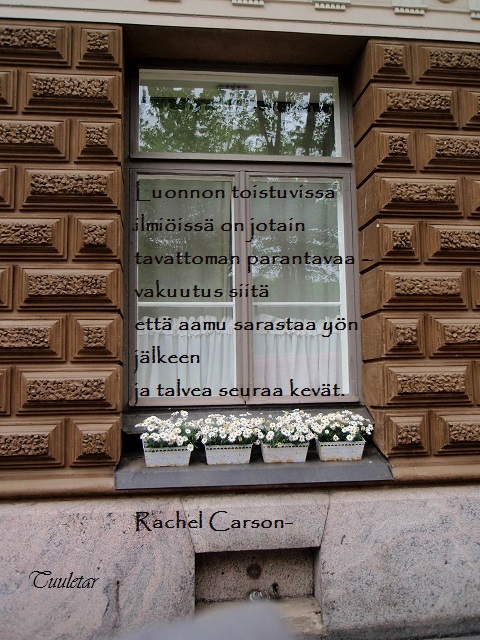 Luonnon toistuvissa
ilmiöissä on jotain
tavattoman parantavaa –
vakuutus siitä
että aamu sarastaa yön
jälkeen
ja talvea seuraa kevät.
Rachel Carson-
Tuuletar